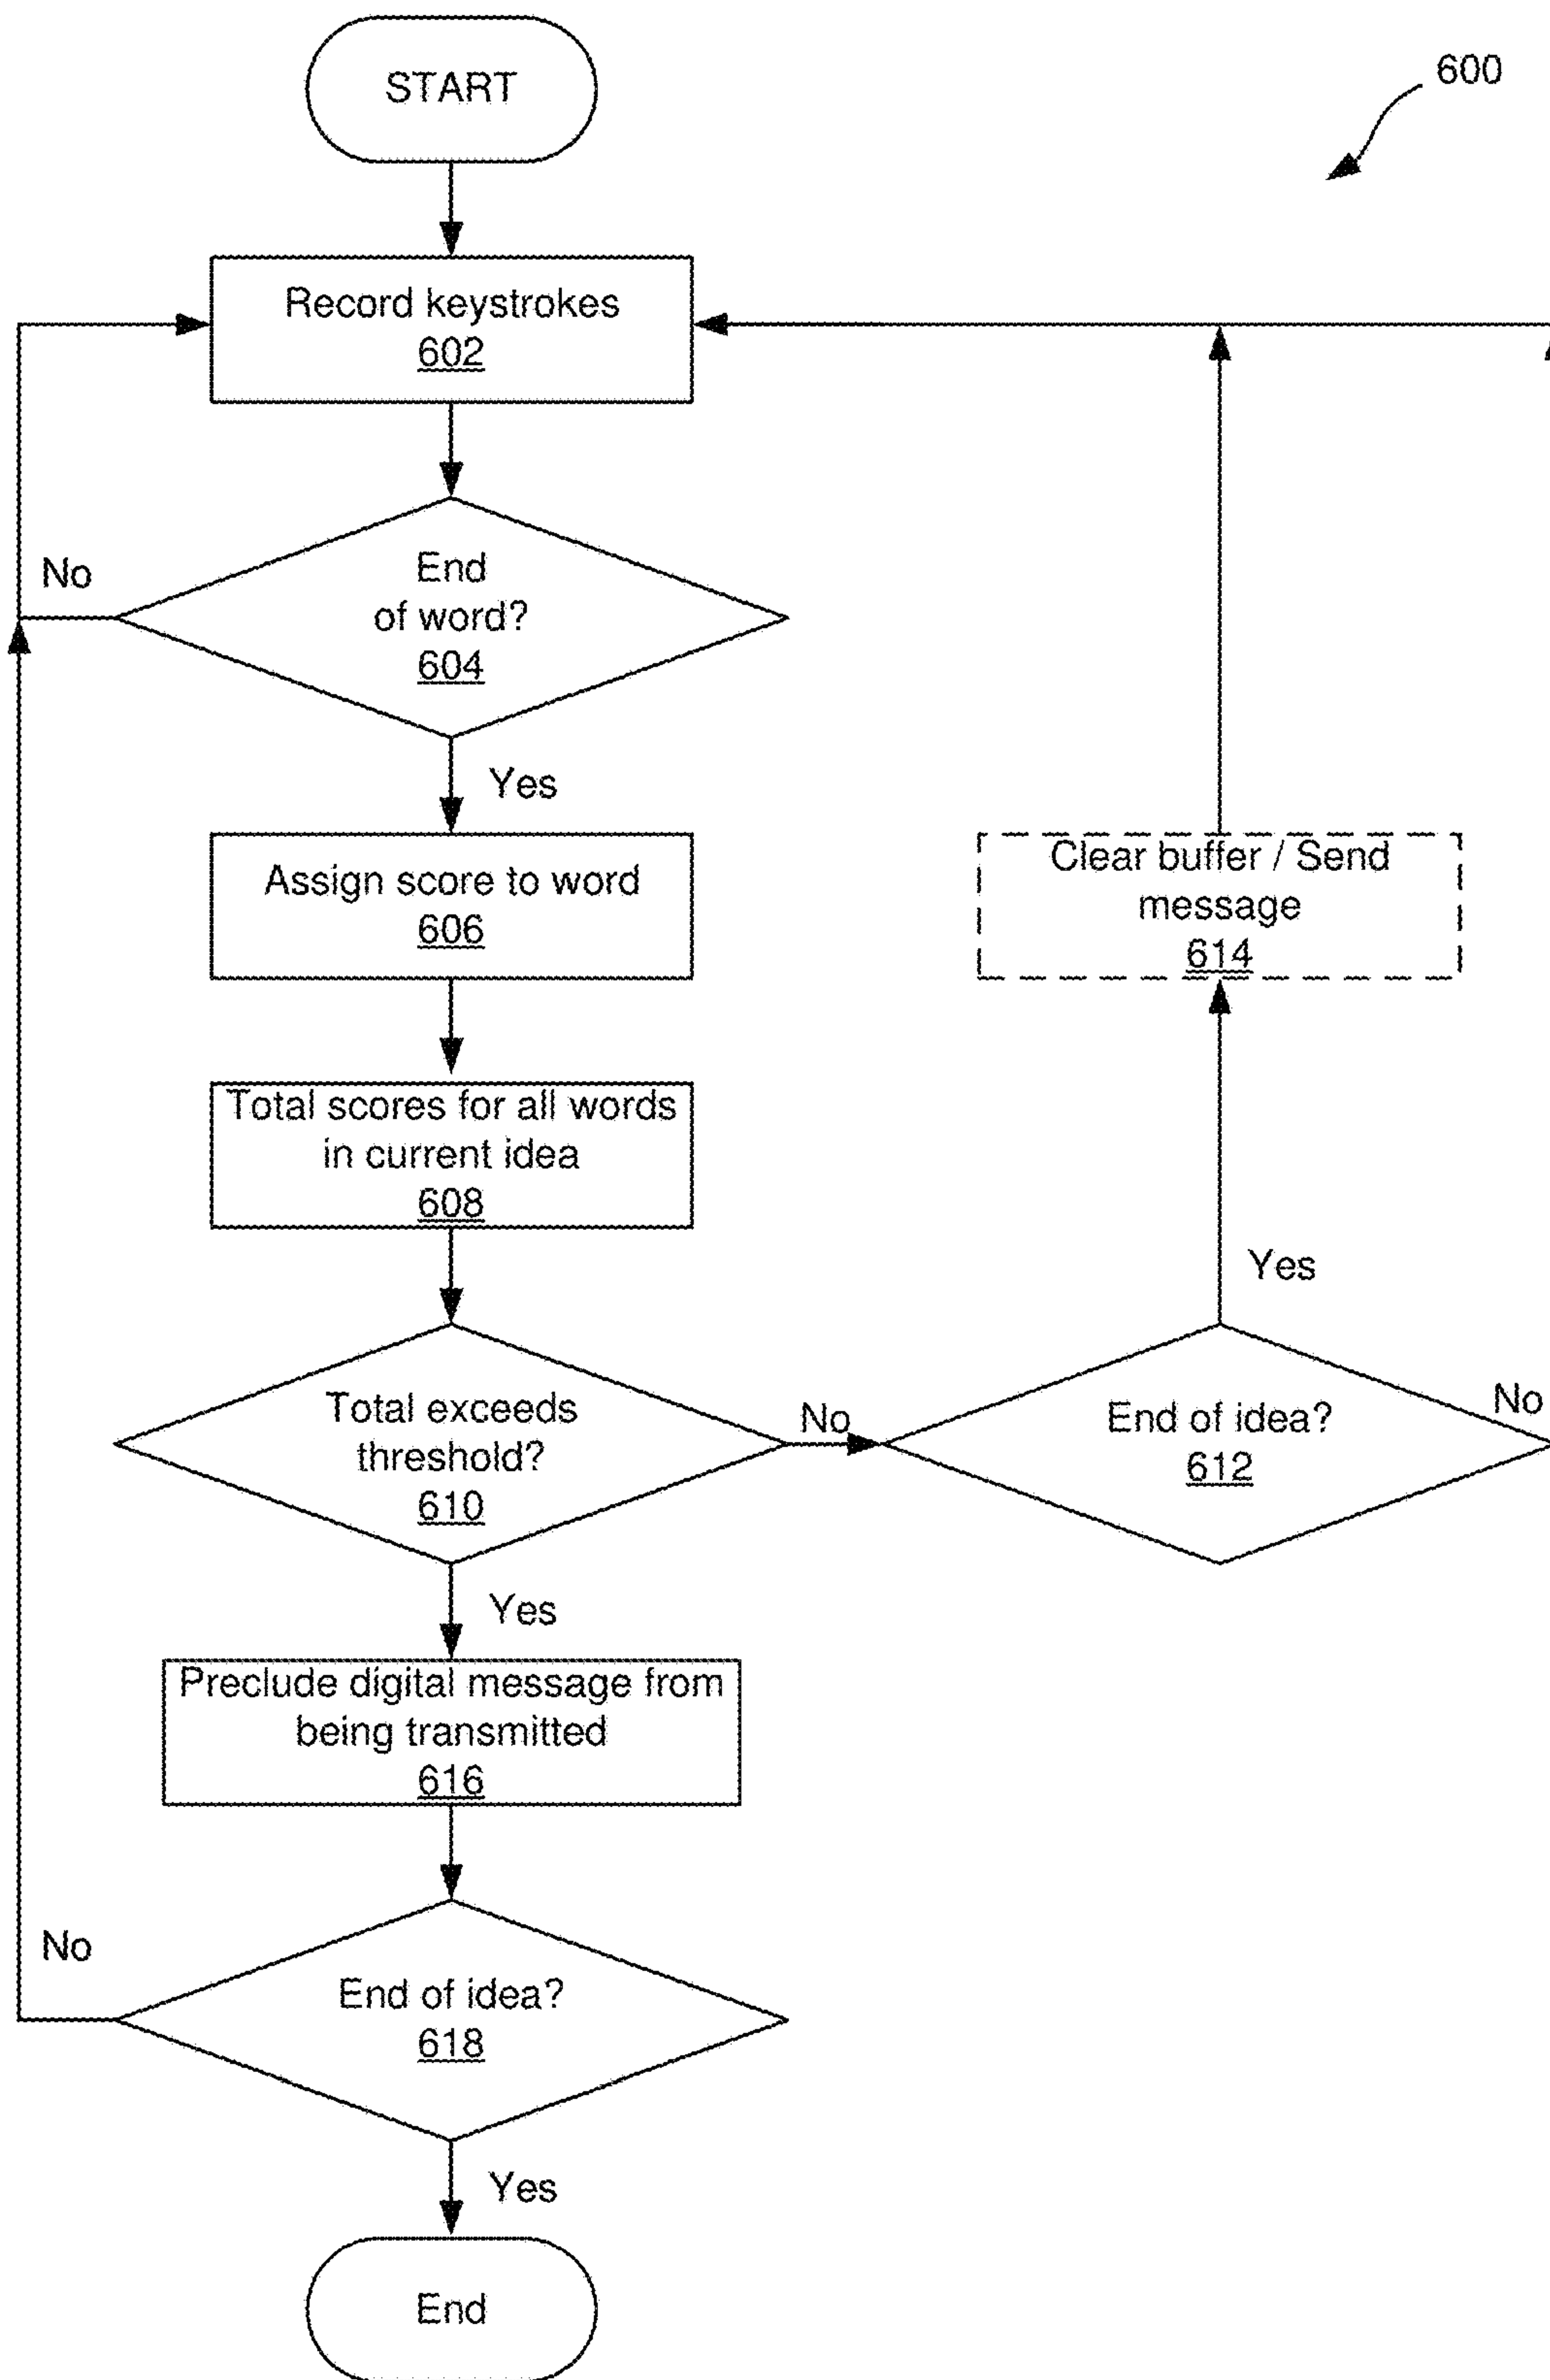 START
600
Record keystrokes
602
No
End
of word?
604
Yes
Assign score to word
606
Clear buffer / Send
message
614
Total scores for all words
in current idea
608
Yes
Total exceeds
threshold?
610
No
End of idea?
612
No
Yes
Preclude digital message from
being transmitted
616
No
End of idea?
618
Yes
End